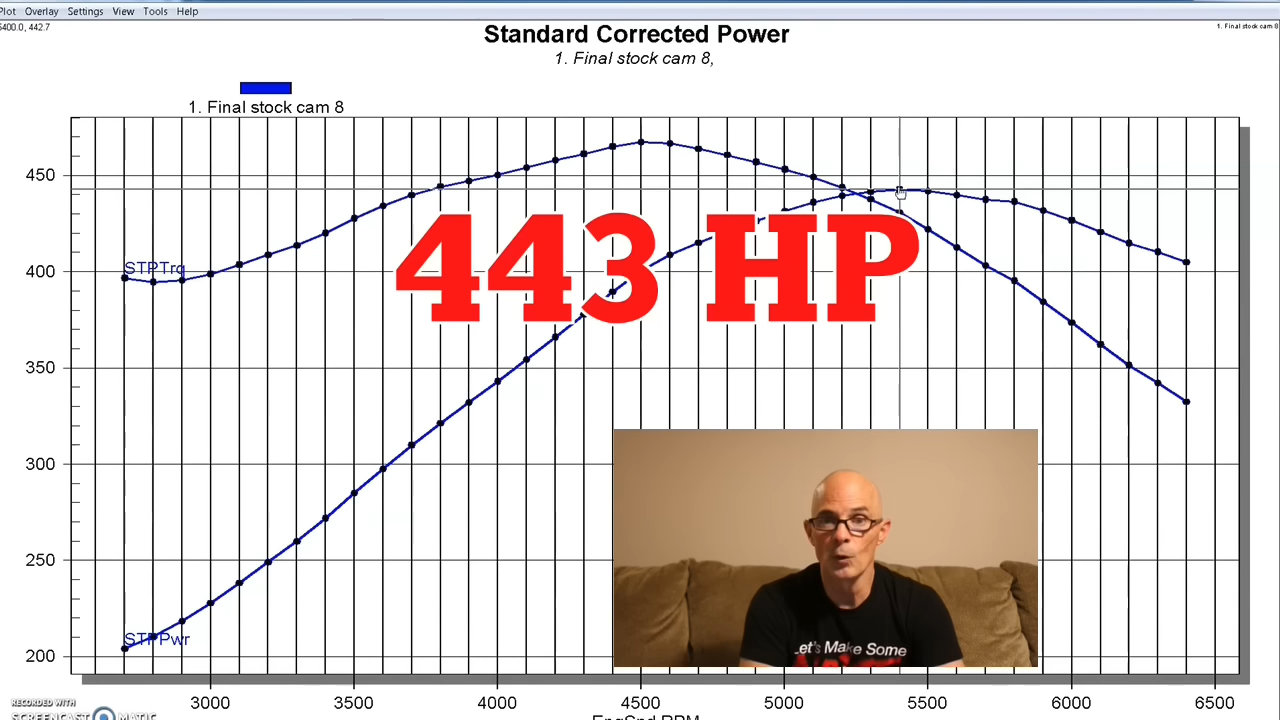 Plot Overlay Settings View Tools Help
5400.0, 442.7
1. Final stock cam 8
Standard Corrected Power
1. Final stock cam 8,
1. Final stock cam 8
450
400
350
300
250
200
STPTrq
443 HP
STPPwr
Let's Make Some
3000 3500 4000 4500 5000 5500 6000 6500
EngSpd RPM
RECORDED WITH
SCREENCAST MATIC